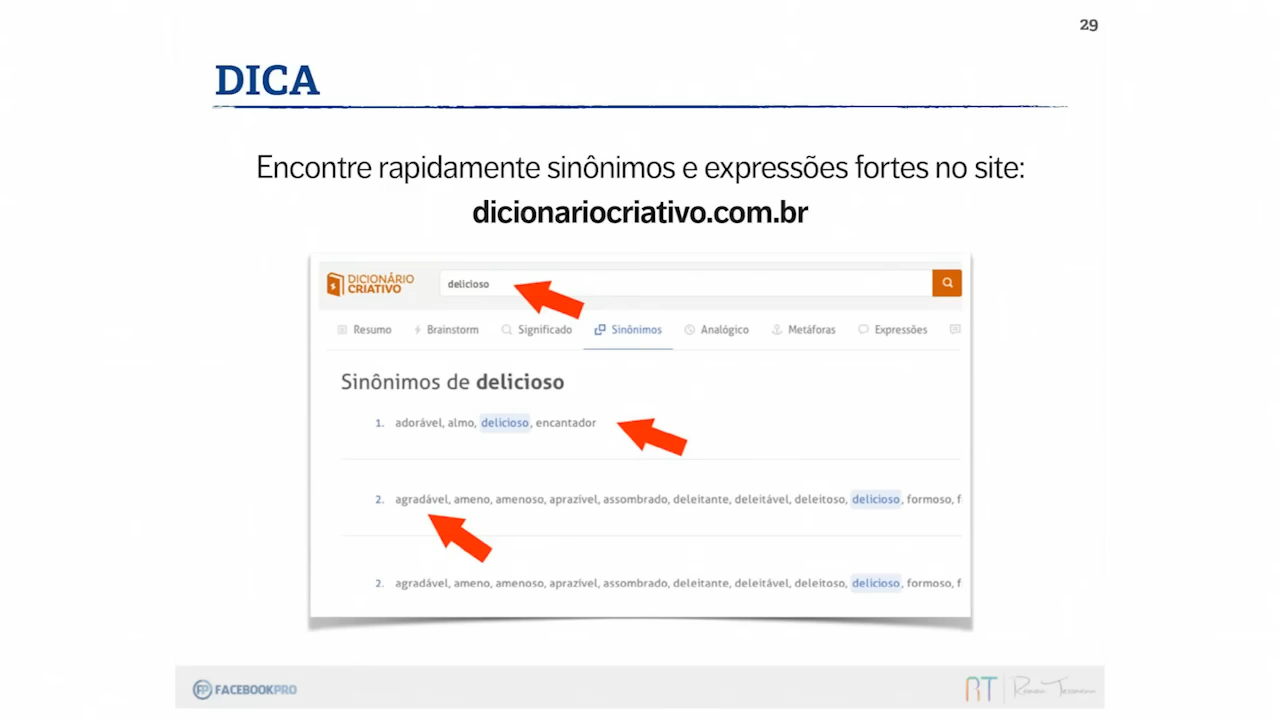 29
DICA
Encontre rapidamente sinônimos e expressões fortes no site:
dicionariocriativo.com.br
DICIONÁRIO
CRIATIVO
delicioso
Resumo Brainstorm Significado Sinônimos Analógico Metáforas Expressões
Sinônimos de delicioso
1. adorável, almo, delicioso, encantador
2. agradável, ameno, amenoso, aprazível, assombrado, deleitante, deleitável, deleitoso, delicioso, formoso, f
2. agradável, ameno, amenoso, aprazível, assombrado, deleitante, deleitável, deleitoso, delicioso, formoso, f
FP FACEBOOKPRO
RT